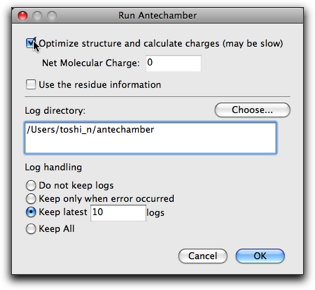 Run Antechamber
Optimize structure and calculate charges (may be slow)
Net Molecular Charge: 0
Use the residue information
Log directory: Choose...
/Users/toshi_n/antechamber
Log handling
Do not keep logs
Keep only when error occurred
Keep latest 10 logs
Keep All
Cancel OK